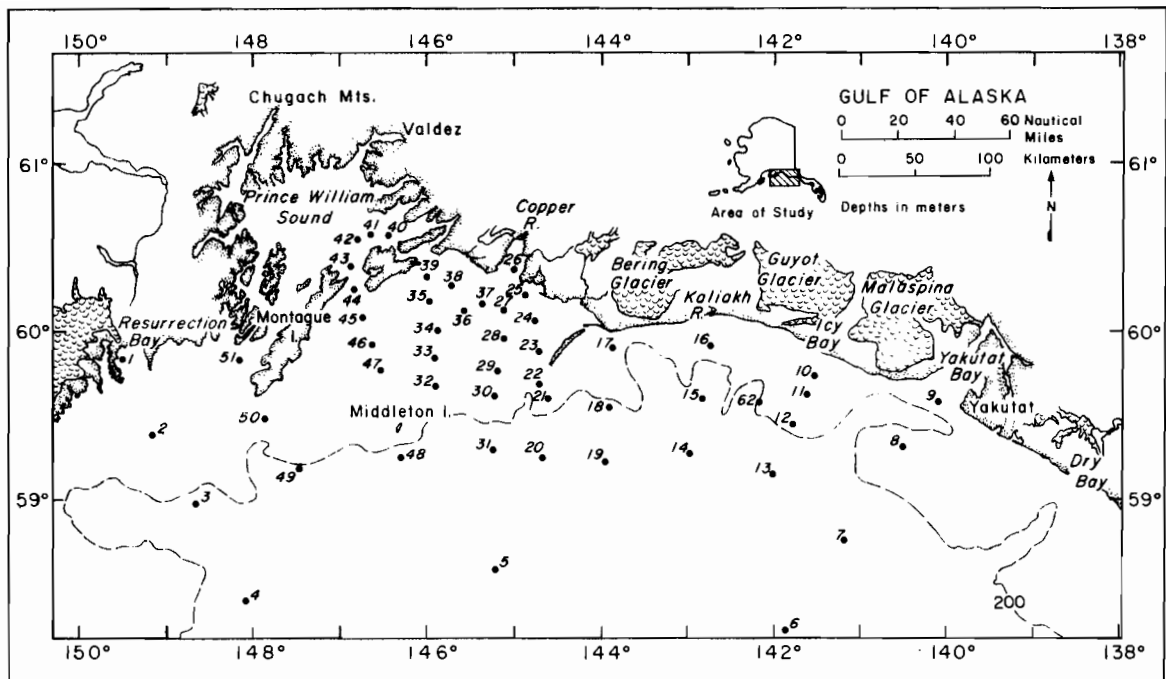 150° 148° 146° 144° 142° 140° 138°
Chugach Mts.
Valdez
GULF OF ALASKA
0 20 40 60 Nautical
Miles
0 50 100 Kilometers
N
Area of Study
Depths in meters
61° 61°
Prince William
Sound
Copper
R.
42 41 40
43
39 38
26
44
35
37 27 25
36
45
34 28 24
Bering
Glacier
Guyot
Glacier
Malaspina
Glacier
Kaliakh
R.
Icy
Bay
Yakutat
Bay
Yakutat
Dry
Bay
60° 60°
Resurrection
Bay
Montague
I.
1
51
46
33 23
17 16
47
29
22
32
30 21
10
11
9
15 62
18
12
Middleton I.
50
2
31 20 19 14
8
48
49
13
59° 59°
3
7
5
4
6
200
150° 148° 146° 144° 142° 140° 138°